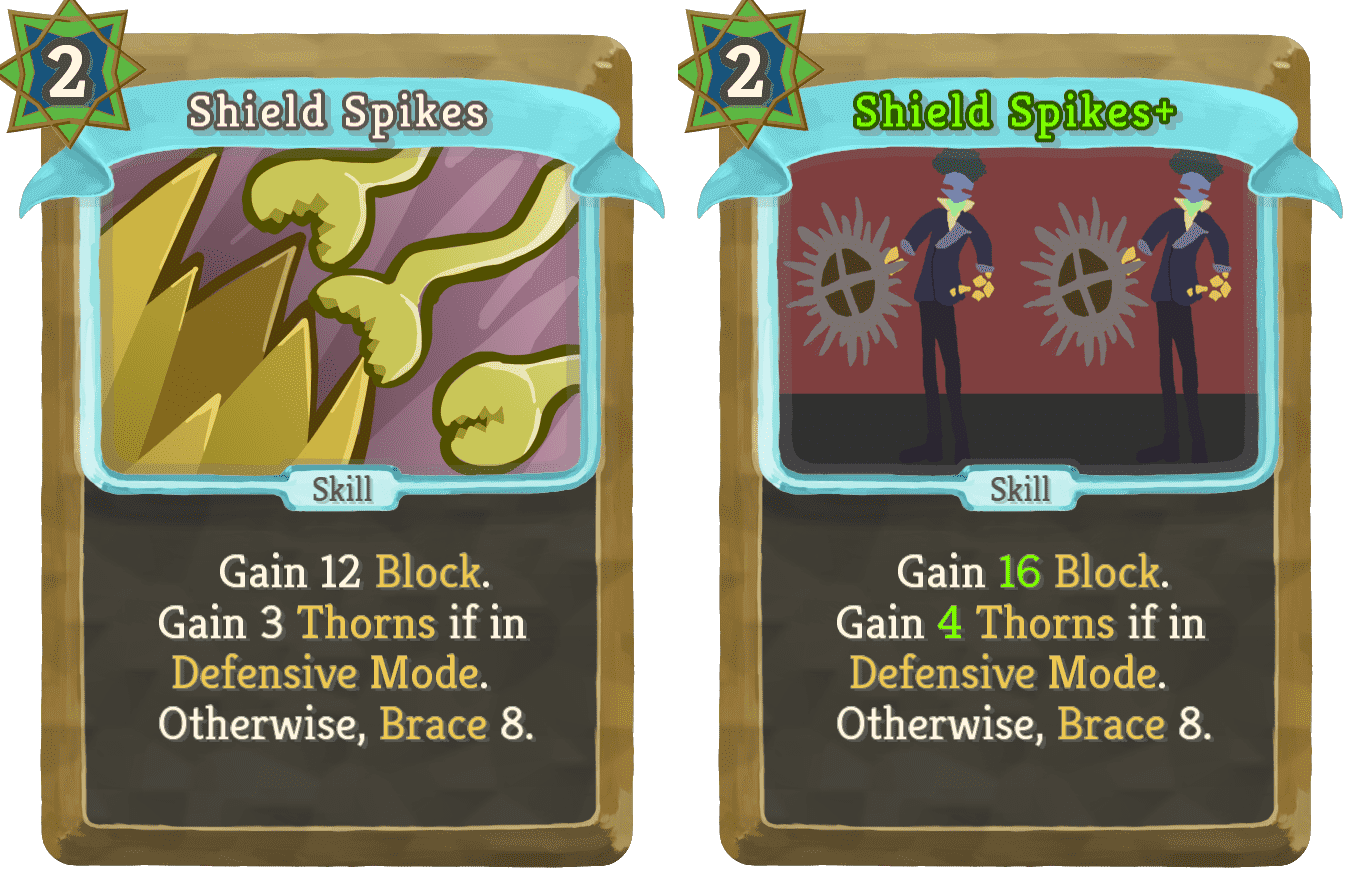 2
Shield Spikes
Skill
Gain 12 Block.
Gain 3 Thorns if in
Defensive Mode.
Otherwise, Brace 8.
2
Shield Spikes+
Skill
Gain 16 Block.
Gain 4 Thorns if in
Defensive Mode.
Otherwise, Brace 8.